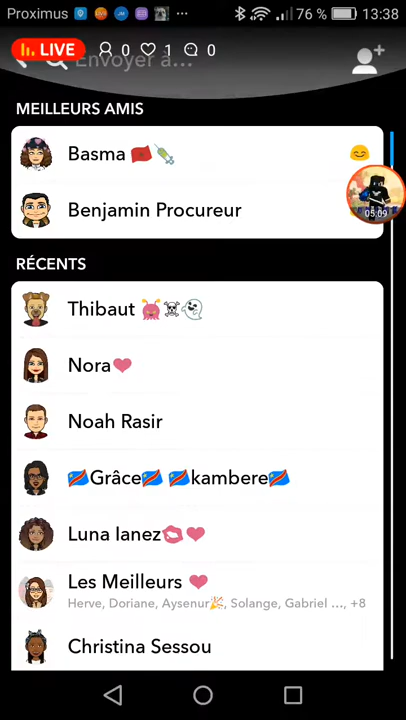 Proximus 76 % 13:38
LIVE 0 1 0
Envoyer à...
MEILLEURS AMIS
Basma 🇲🇦💉
Benjamin Procureur
05:09
RÉCENTS
Thibaut 👾☠👻
Nora❤
Noah Rasir
🇨🇩Grâce🇨🇩 🇨🇩kambere🇨🇩
Luna lanez💋❤
Les Meilleurs ❤
Herve, Doriane, Aysenur🎉, Solange, Gabriel ..., +8
Christina Sessou